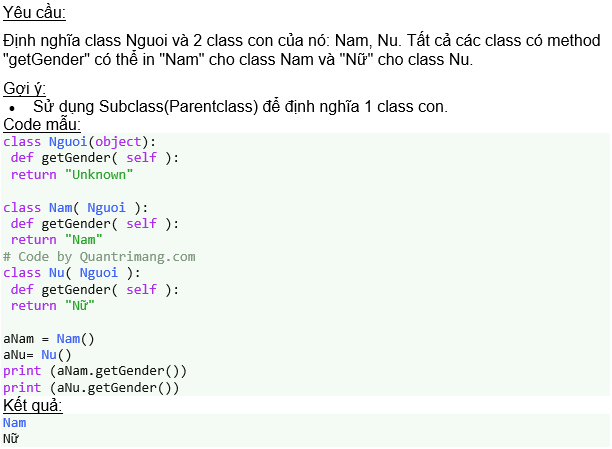 Yêu cầu:
Định nghĩa class Nguoi và 2 class con của nó: Nam, Nu. Tất cả các class có method
"getGender" có thể in "Nam" cho class Nam và "Nữ" cho class Nu.
Gợi ý:
• Sử dụng Subclass(Parentclass) để định nghĩa 1 class con.
Code mẫu:
class Nguoi(object):
 def getGender( self ):
 return "Unknown"

class Nam( Nguoi ):
 def getGender( self ):
 return "Nam"
# Code by Quantrimang.com
class Nu( Nguoi ):
 def getGender( self ):
 return "Nữ"

aNam = Nam()
aNu= Nu()
print (aNam.getGender())
print (aNu.getGender())
Kết quả:
Nam
Nữ